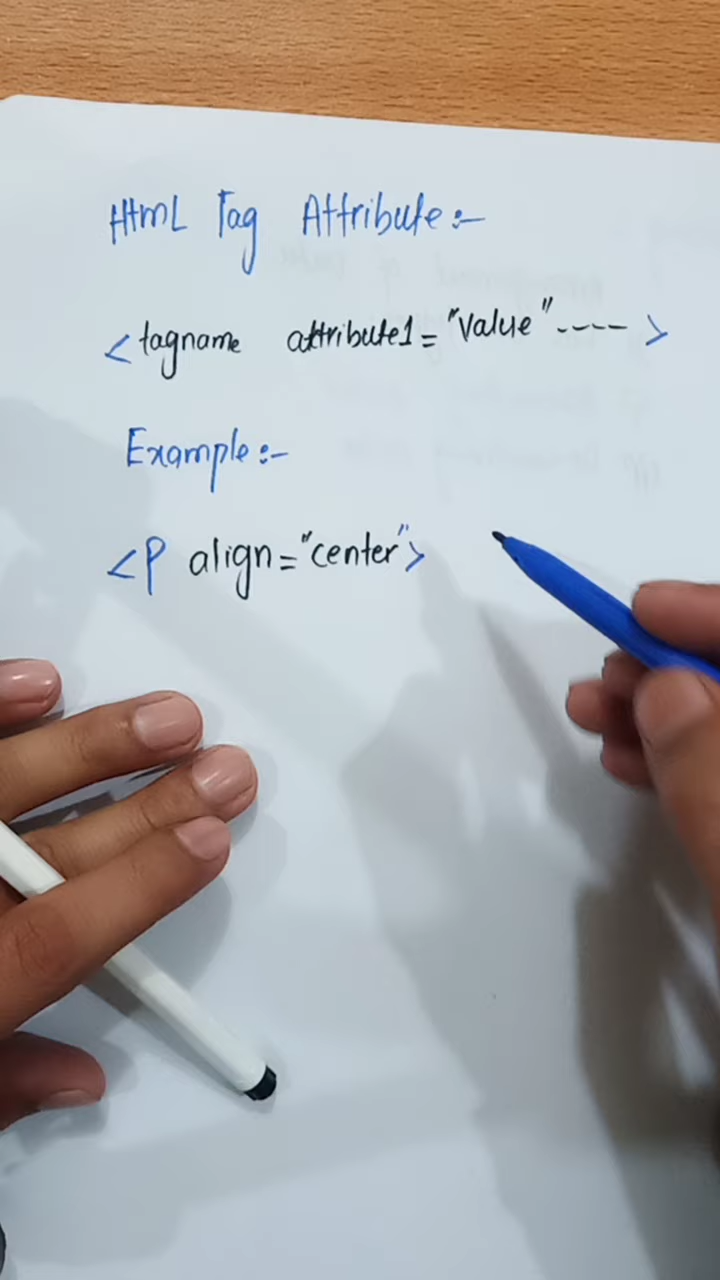 HtmL Tag Attribute:-
<tagname attribute1="value"---->
Example:-
<P align="center">